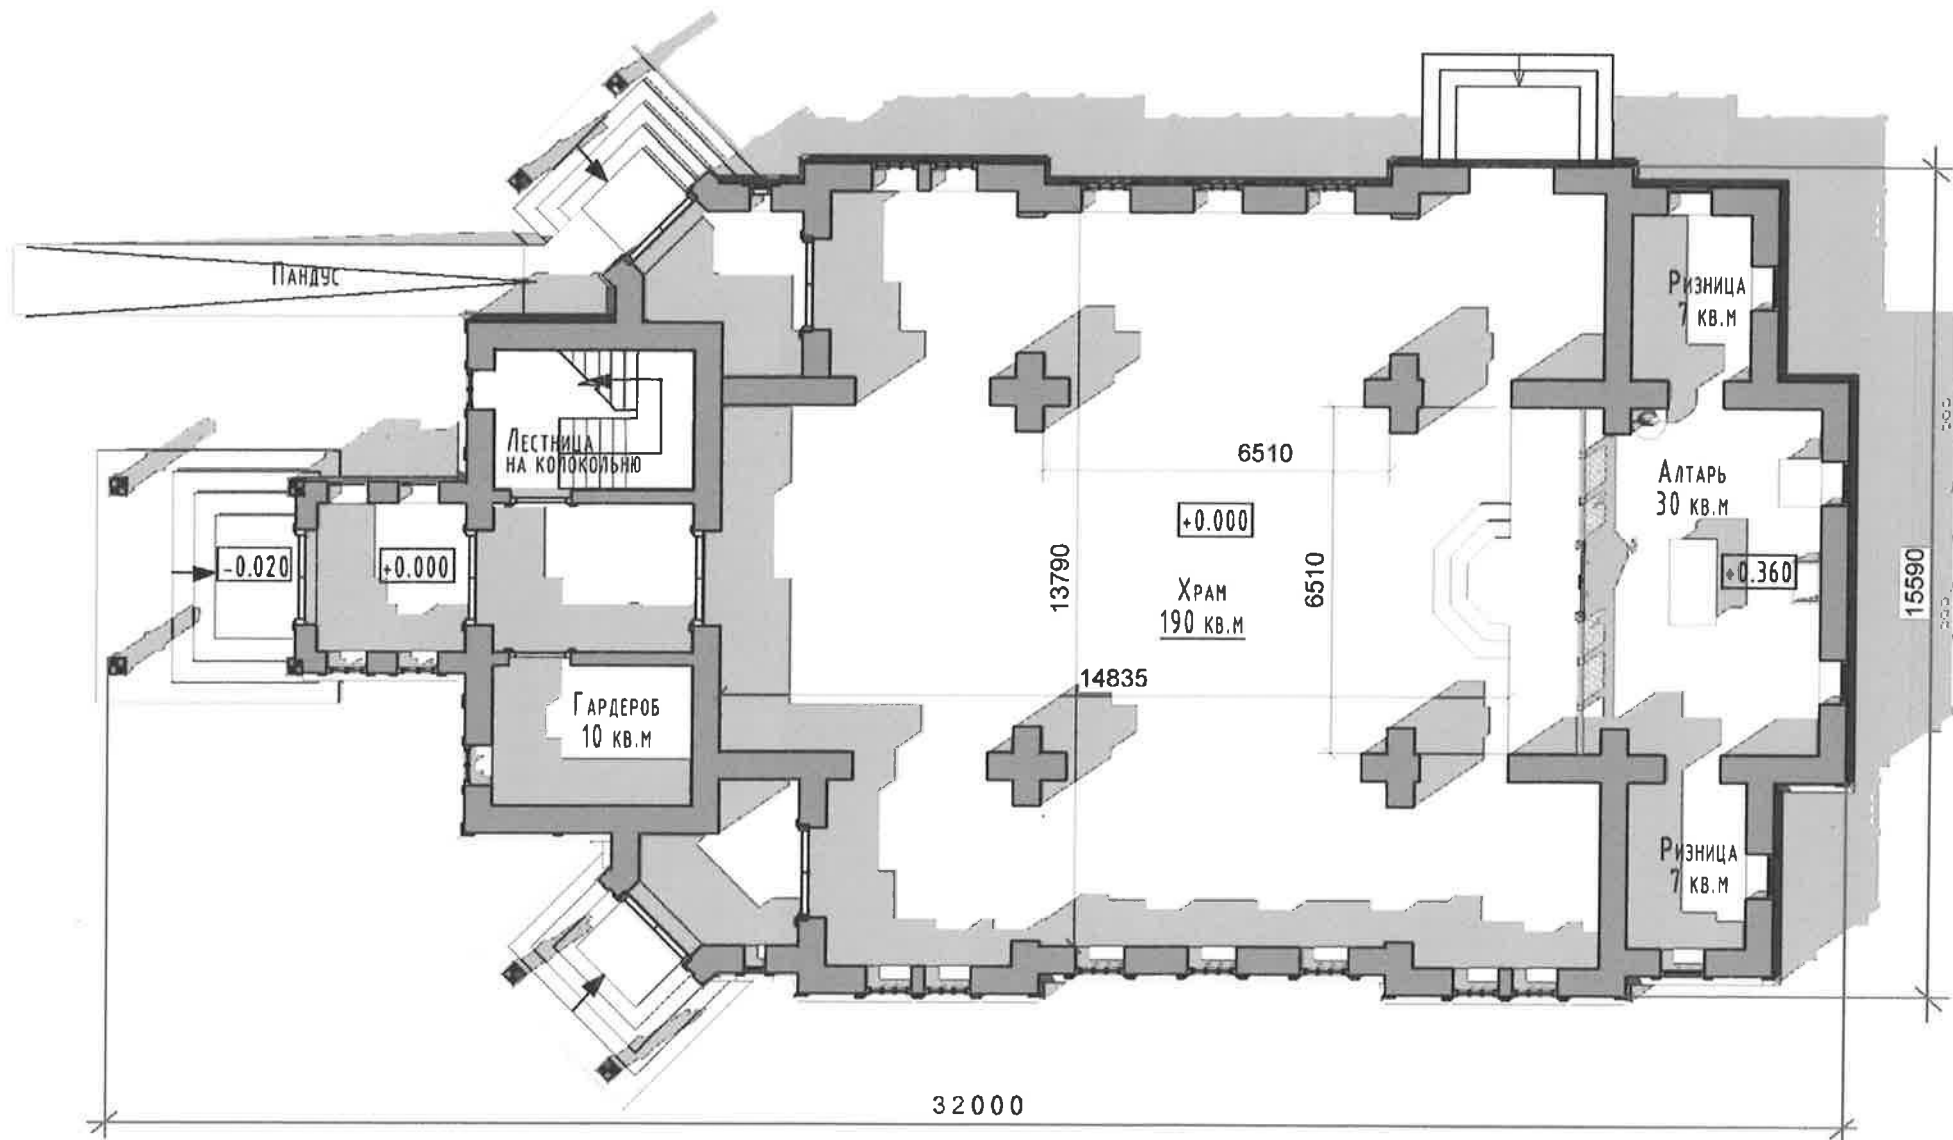 Пандус
Ризница
7 кв.м
Лестница
на колокольню
6510
Алтарь
30 кв.м
+0.000
-0.020
+0.000
13790
6510
+0.360
15590
Храм
190 кв.м
14835
Гардероб
10 кв.м
Ризница
7 кв.м
32000